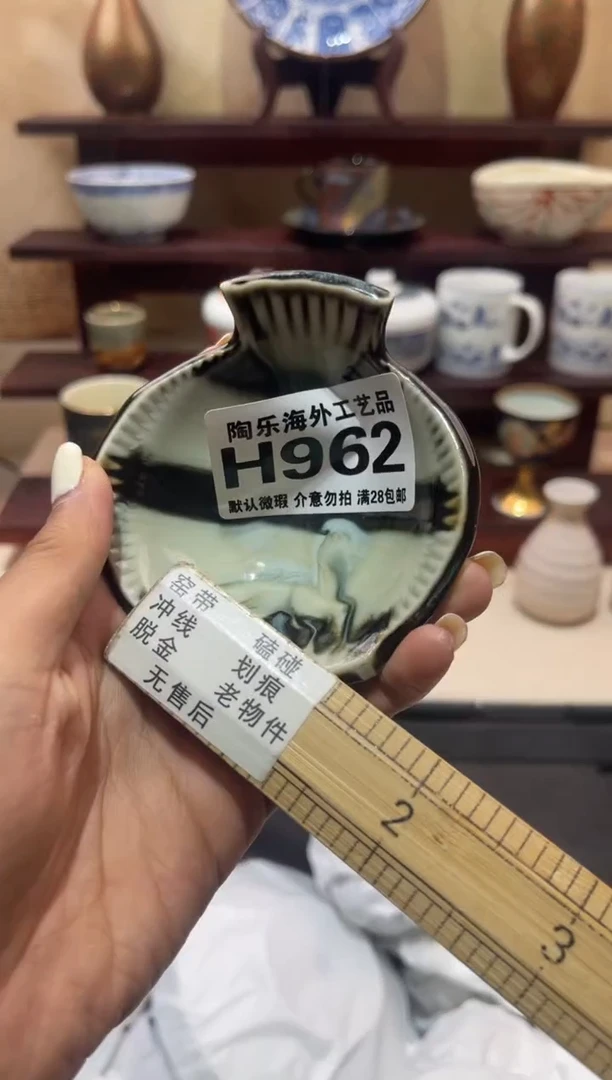 陶乐海外工艺品
H962
默认微瑕 介意勿拍 满28包邮
窑带 磕碰
冲线 划痕
脱金 老物件
无售后
2
3